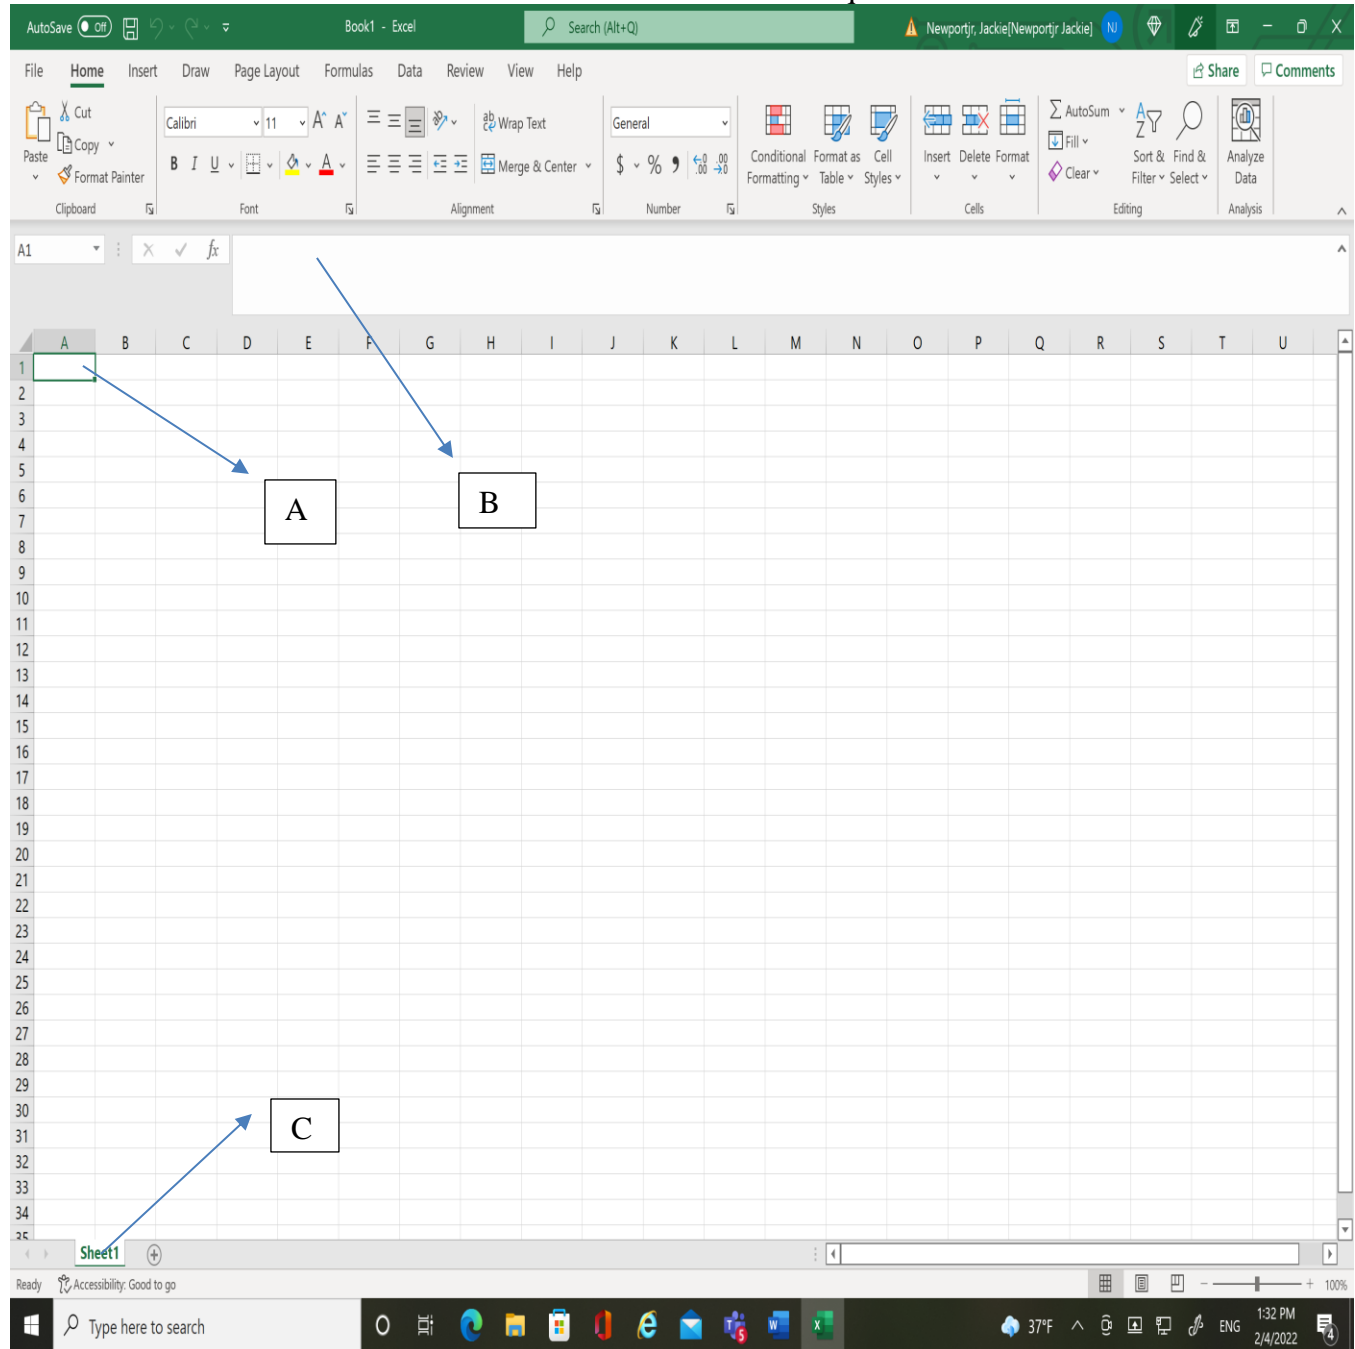 AutoSave Off Book1 - Excel Search (Alt+Q) Newportjr, Jackie[Newportjr Jackie] NJ
File Home Insert Draw Page Layout Formulas Data Review View Help Share Comments
Paste Cut Copy Format Painter
Clipboard
Calibri 11 A^ A˅
B I U A
Font
ab Wrap Text
Merge & Center
Alignment
General
$ % 9 .00 .00
Number
Conditional Formatting Format as Table Cell Styles
Styles
Insert Delete Format
Cells
AutoSum
Fill
Clear
Sort & Filter Find & Select
Editing
Analyze Data
Analysis
A1 fx
A B C D E F G H I J K L M N O P Q R S T U
1
2
3
4
5
6
7
8
9
10
11
12
13
14
15
16
17
18
19
20
21
22
23
24
25
26
27
28
29
30
31
32
33
34
35
A
B
C
Sheet1
Ready Accessibility: Good to go 100%
Type here to search 37°F ENG 1:32 PM
2/4/2022 4